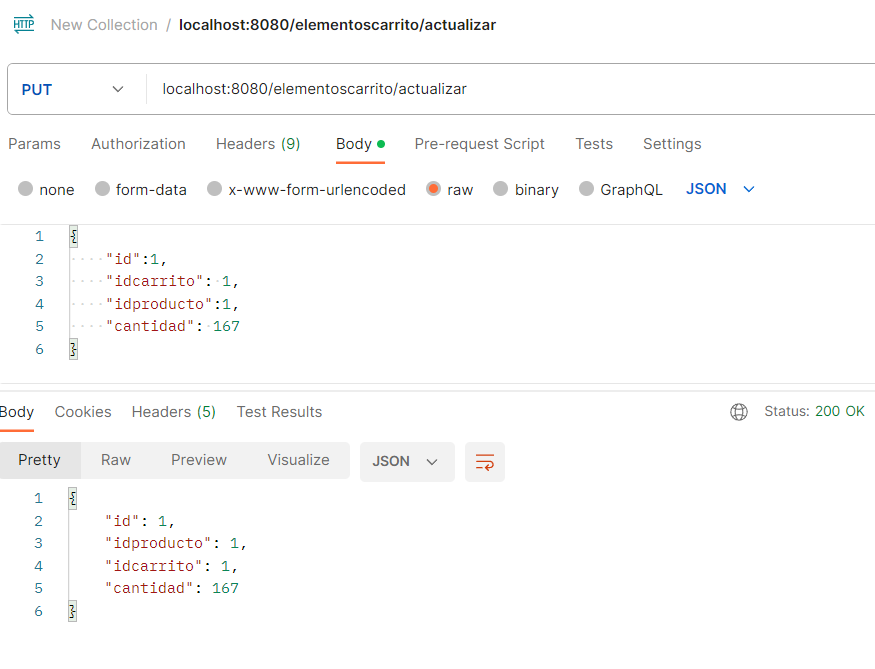 HTTP New Collection / localhost:8080/elementoscarrito/actualizar
PUT localhost:8080/elementoscarrito/actualizar
Params Authorization Headers (9) Body Pre-request Script Tests Settings
none form-data x-www-form-urlencoded raw binary GraphQL JSON
1 {
2 "id":1,
3 "idcarrito": 1,
4 "idproducto":1,
5 "cantidad": 167
6 }
Body Cookies Headers (5) Test Results Status: 200 OK
Pretty Raw Preview Visualize JSON
1 {
2 "id": 1,
3 "idproducto": 1,
4 "idcarrito": 1,
5 "cantidad": 167
6 }